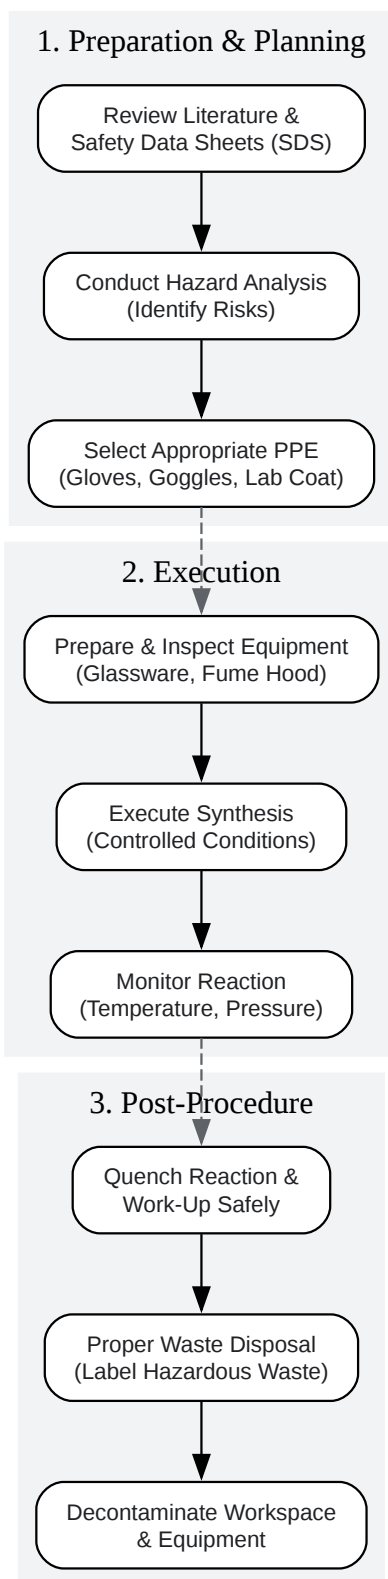 1. Preparation & Planning
Review Literature &
Safety Data Sheets (SDS)
Conduct Hazard Analysis
(Identify Risks)
Select Appropriate PPE
(Gloves, Goggles, Lab Coat)
2. Execution
Prepare & Inspect Equipment
(Glassware, Fume Hood)
Execute Synthesis
(Controlled Conditions)
Monitor Reaction
(Temperature, Pressure)
3. Post-Procedure
Quench Reaction &
Work-Up Safely
Proper Waste Disposal
(Label Hazardous Waste)
Decontaminate Workspace
& Equipment